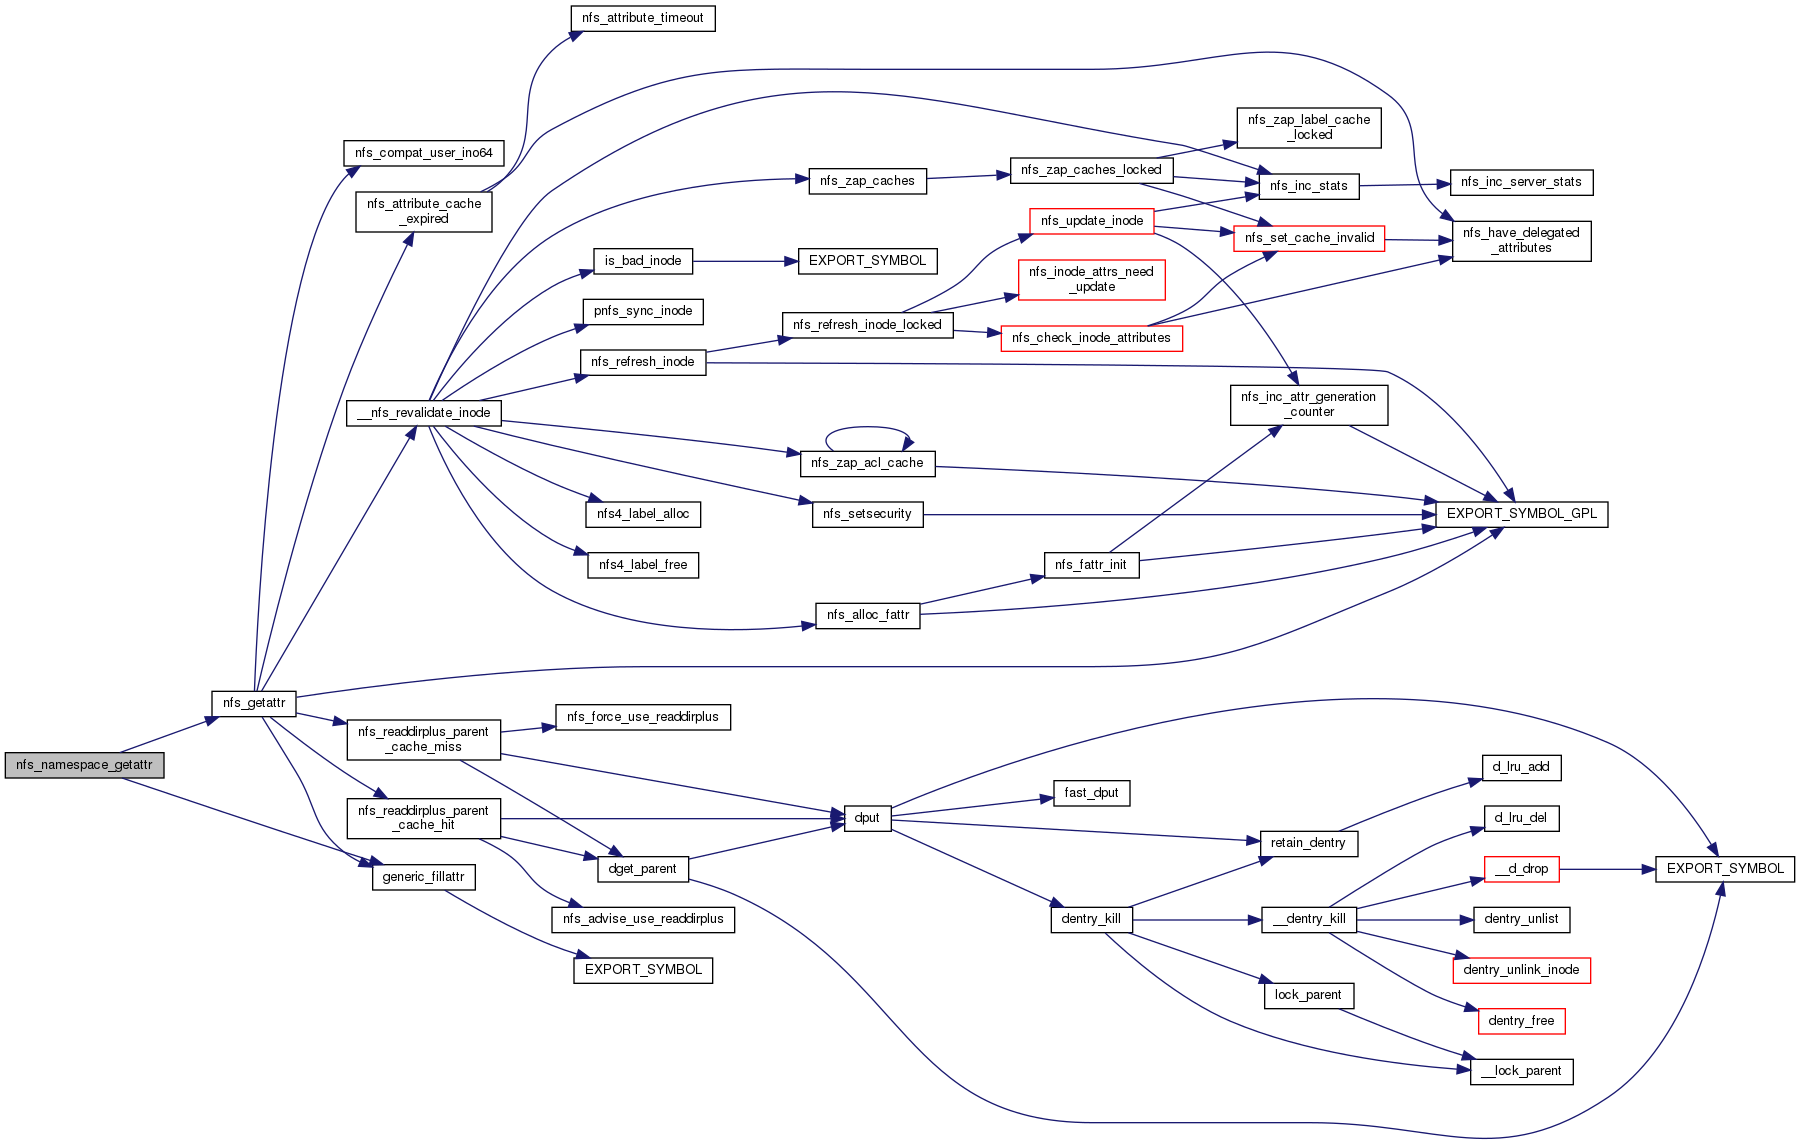 nfs_attribute_timeout
nfs_zap_label_cache
_locked
nfs_compat_user_ino64
nfs_zap_caches_locked
nfs_zap_caches
nfs_inc_stats
nfs_inc_server_stats
nfs_attribute_cache
_expired
nfs_update_inode
nfs_set_cache_invalid
nfs_have_delegated
_attributes
is_bad_inode
EXPORT_SYMBOL
nfs_inode_attrs_need
_update
pnfs_sync_inode
nfs_refresh_inode_locked
nfs_check_inode_attributes
nfs_refresh_inode
__nfs_revalidate_inode
nfs_inc_attr_generation
_counter
nfs_zap_acl_cache
nfs4_label_alloc
nfs_setsecurity
EXPORT_SYMBOL_GPL
nfs4_label_free
nfs_fattr_init
nfs_alloc_fattr
nfs_getattr
nfs_force_use_readdirplus
nfs_readdirplus_parent
_cache_miss
nfs_namespace_getattr
d_lru_add
fast_dput
nfs_readdirplus_parent
_cache_hit
dput
d_lru_del
retain_dentry
generic_fillattr
dget_parent
__d_drop
EXPORT_SYMBOL
nfs_advise_use_readdirplus
dentry_kill
__dentry_kill
dentry_unlist
EXPORT_SYMBOL
dentry_unlink_inode
lock_parent
dentry_free
__lock_parent